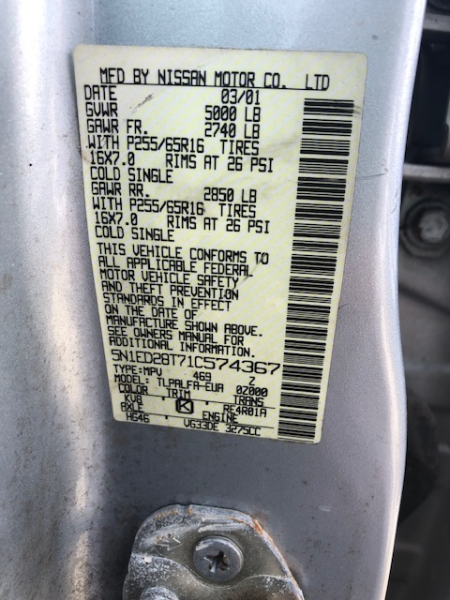 MFD BY NISSAN MOTOR CO. LTD
DATE 03/01
GVWR 5000 LB
GAWR FR. 2740 LB
WITH P255/65R16 TIRES
16X7.0 RIMS AT 26 PSI
COLD SINGLE
GAWR RR. 2850 LB
WITH P255/65R16 TIRES
16X7.0 RIMS AT 26 PSI
COLD SINGLE
THIS VEHICLE CONFORMS TO
ALL APPLICABLE FEDERAL
MOTOR VEHICLE SAFETY
AND THEFT PREVENTION
STANDARDS IN EFFECT
ON THE DATE OF
MANUFACTURE SHOWN ABOVE.
SEE OWNERS MANUAL FOR
ADDITIONAL INFORMATION.
5N1ED28T71C574367
TYPE:MPV 469 Z
MODEL: TLPALFA-EUA 0Z000
COLOR TRIM TRANS
KV8 K RE4R01A
AXLE ENGINE
HG46 VG33DE 3275CC